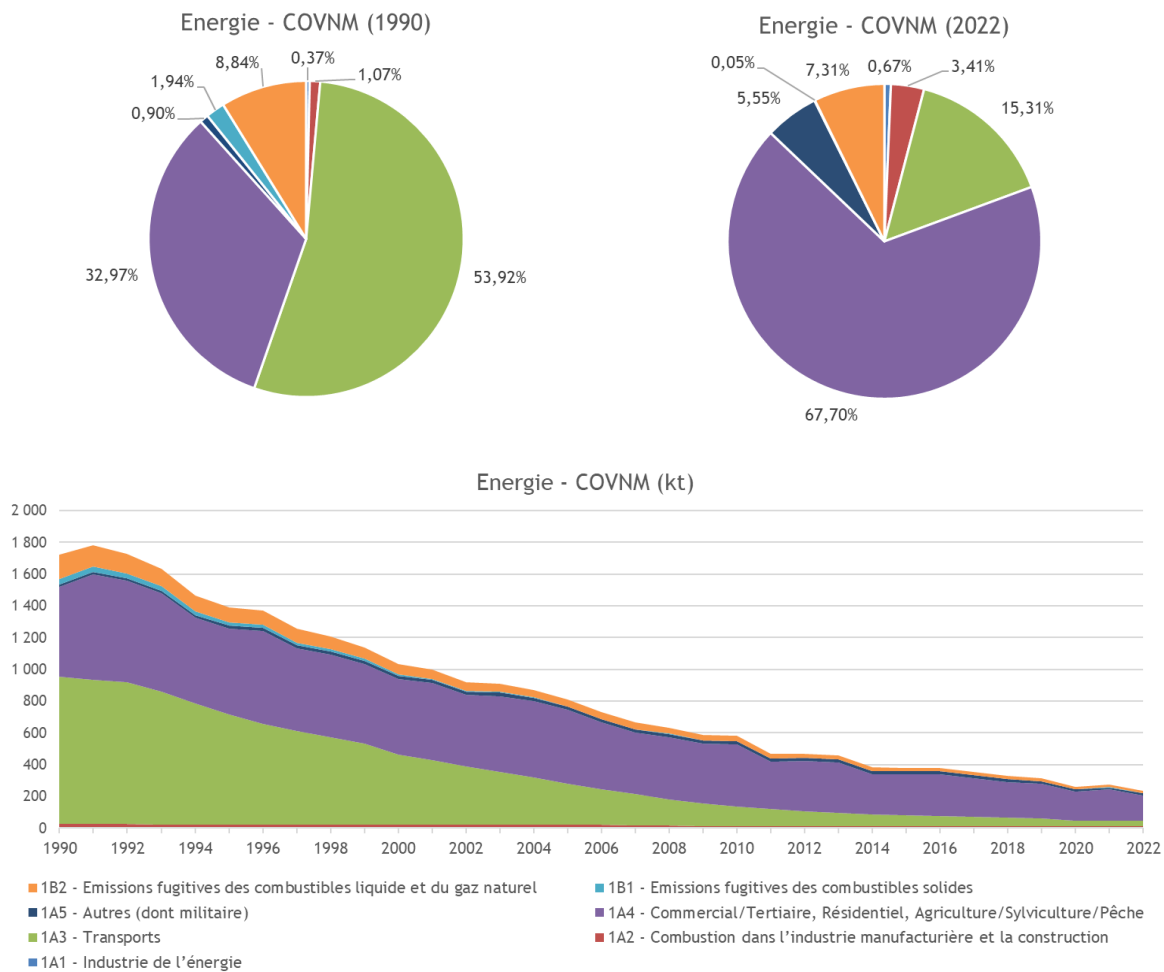 Energie - COVNM (1990)
Energie - COVNM (2022)
8,84%
0,37%
1,07%
1,94%
0,90%
32,97%
53,92%
0,05%
7,31%
0,67%
3,41%
5,55%
15,31%
67,70%
Energie - COVNM (kt)
2 000
1 800
1 600
1 400
1 200
1 000
800
600
400
200
0
1990 1992 1994 1996 1998 2000 2002 2004 2006 2008 2010 2012 2014 2016 2018 2020 2022
1B2 - Emissions fugitives des combustibles liquide et du gaz naturel
1B1 - Emissions fugitives des combustibles solides
1A5 - Autres (dont militaire)
1A4 - Commercial/Tertiaire, Résidentiel, Agriculture/Sylviculture/Pêche
1A3 - Transports
1A2 - Combustion dans l’industrie manufacturière et la construction
1A1 - Industrie de l’énergie